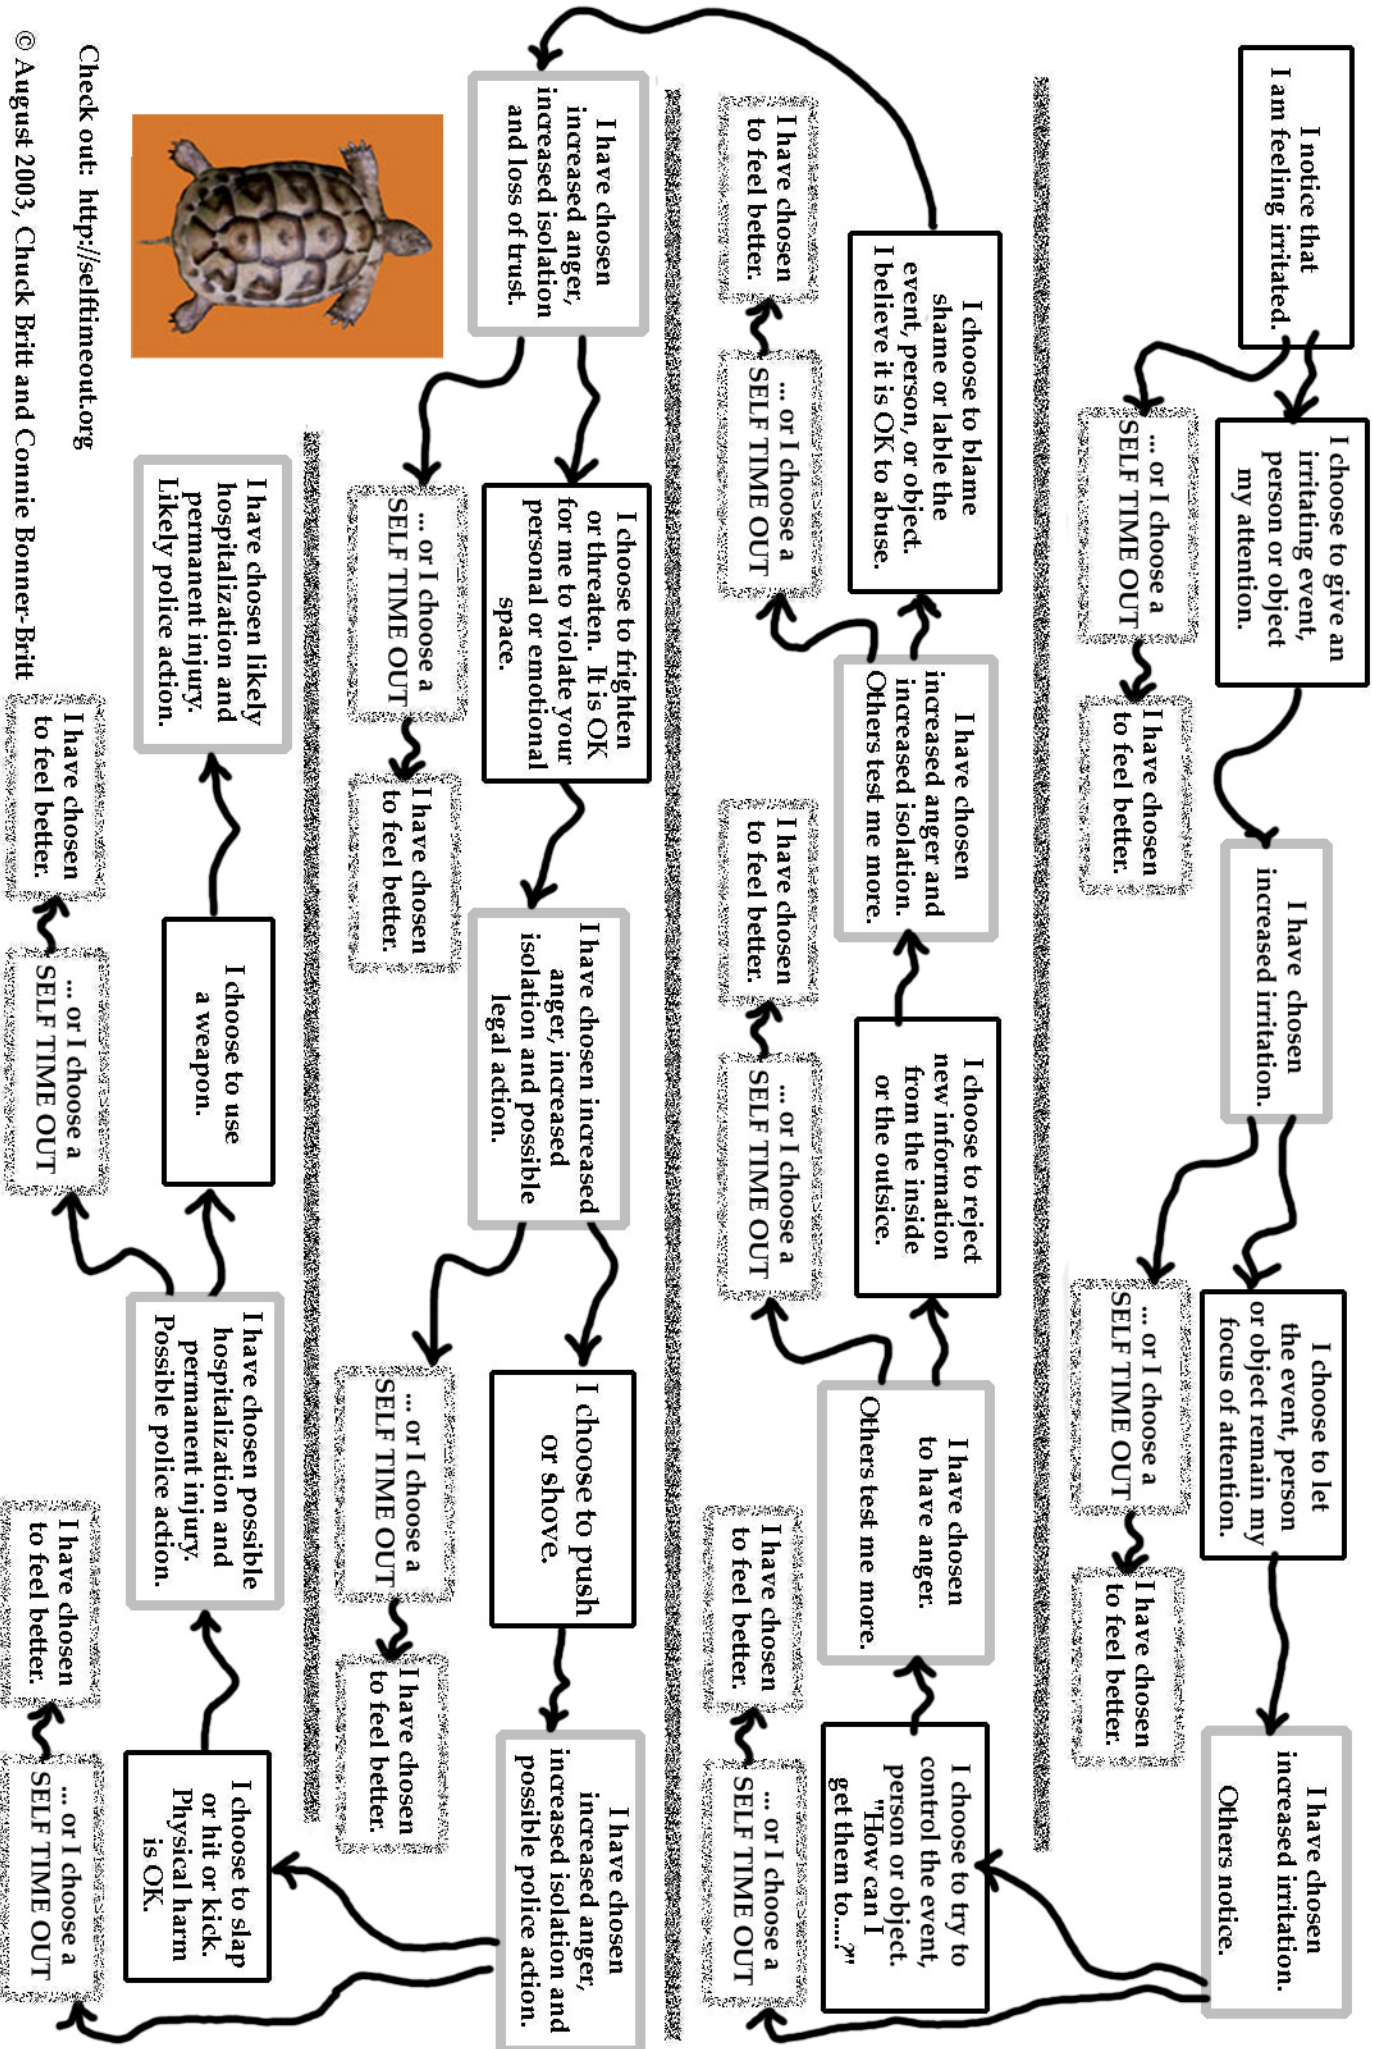 I notice that
I am feeling irritated.
I choose to give an
irritating event,
person or object
my attention.
... or I choose a
SELF TIME OUT
I have chosen
to feel better.
I have chosen
increased irritation.
I choose to let
the event, person
or object remain my
focus of attention.
... or I choose a
SELF TIME OUT
I have chosen
to feel better.
I have chosen
increased irritation.
Others notice.
I choose to try to
control the event,
person or object.
"How can I
get them to.....?"
... or I choose a
SELF TIME OUT
I have chosen
to feel better.
I have chosen
to have anger.
Others test me more.
I choose to reject
new information
from the inside
or the outsice.
... or I choose a
SELF TIME OUT
I have chosen
to feel better.
I have chosen
increased anger and
increased isolation.
Others test me more.
I choose to blame
shame or lable the
event, person, or object.
I believe it is OK to abuse.
... or I choose a
SELF TIME OUT
I have chosen
to feel better.
I have chosen
increased anger,
increased isolation
and loss of trust.
I choose to frighten
or threaten. It is OK
for me to violate your
personal or emotional
space.
... or I choose a
SELF TIME OUT
I have chosen
to feel better.
I have chosen increased
anger, increased
isolation and possible
legal action.
I choose to push
or shove.
... or I choose a
SELF TIME OUT
I have chosen
to feel better.
I have chosen
increased anger,
increased isolation and
possible police action.
I choose to slap
or hit or kick.
Physical harm
is OK.
... or I choose a
SELF TIME OUT
I have chosen
to feel better.
I have chosen possible
hospitalization and
permanent injury.
Possible police action.
I choose to use
a weapon.
... or I choose a
SELF TIME OUT
I have chosen
to feel better.
I have chosen likely
hospitalization and
permanent injury.
Likely police action.
Check out: http://selftimeout.org
© August 2003, Chuck Britt and Connie Bonner-Britt